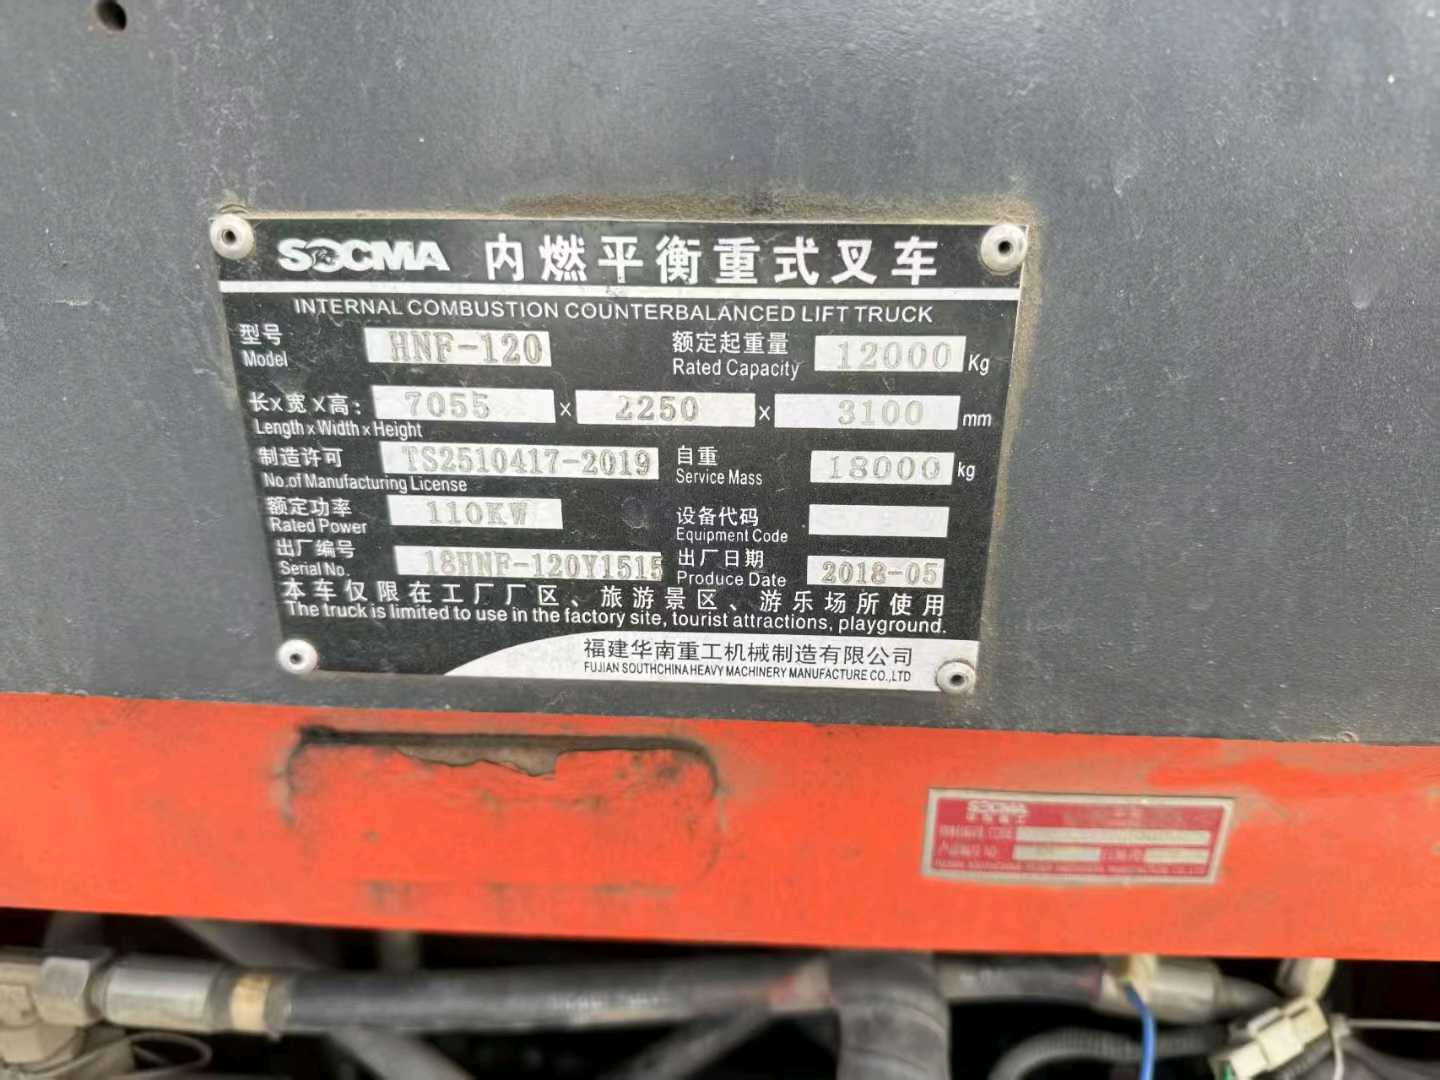 SOCMA 内燃平衡重式叉车
INTERNAL COMBUSTION COUNTERBALANCED LIFT TRUCK
型号 HNF-120 额定起重量 12000 Kg
Model Rated Capacity
长x宽x高: 7055 x 2250 x 3100 mm
Length x Width x Height
制造许可 TS2510417-2019 自重 18000 kg
No.of Manufacturing License Service Mass
额定功率 110KW 设备代码
Rated Power Equipment Code
出厂编号 18HNF-120Y1515 出厂日期 2018-05
Serial No. Produce Date
本车仅限在工厂厂区、旅游景区、游乐场所使用
The truck is limited to use in the factory site, tourist attractions, playground.
福建华南重工机械制造有限公司
FUJIAN SOUTHCHINA HEAVY MACHINERY MANUFACTURE CO.,LTD
SOCMA